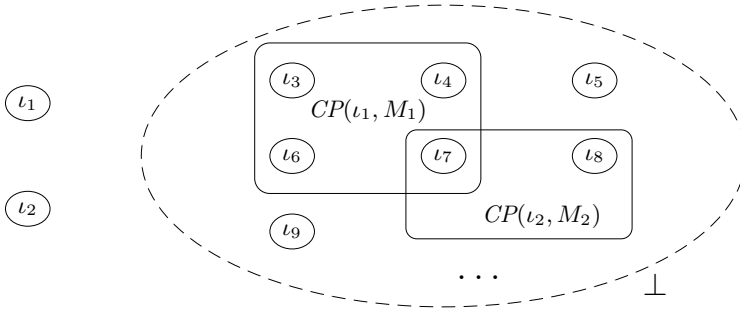 ι₃ ι₄ ι₅
ι₁ CP(ι₁, M₁)
ι₆ ι₇ ι₈
ι₂ CP(ι₂, M₂)
ι₉
. . .
⊥